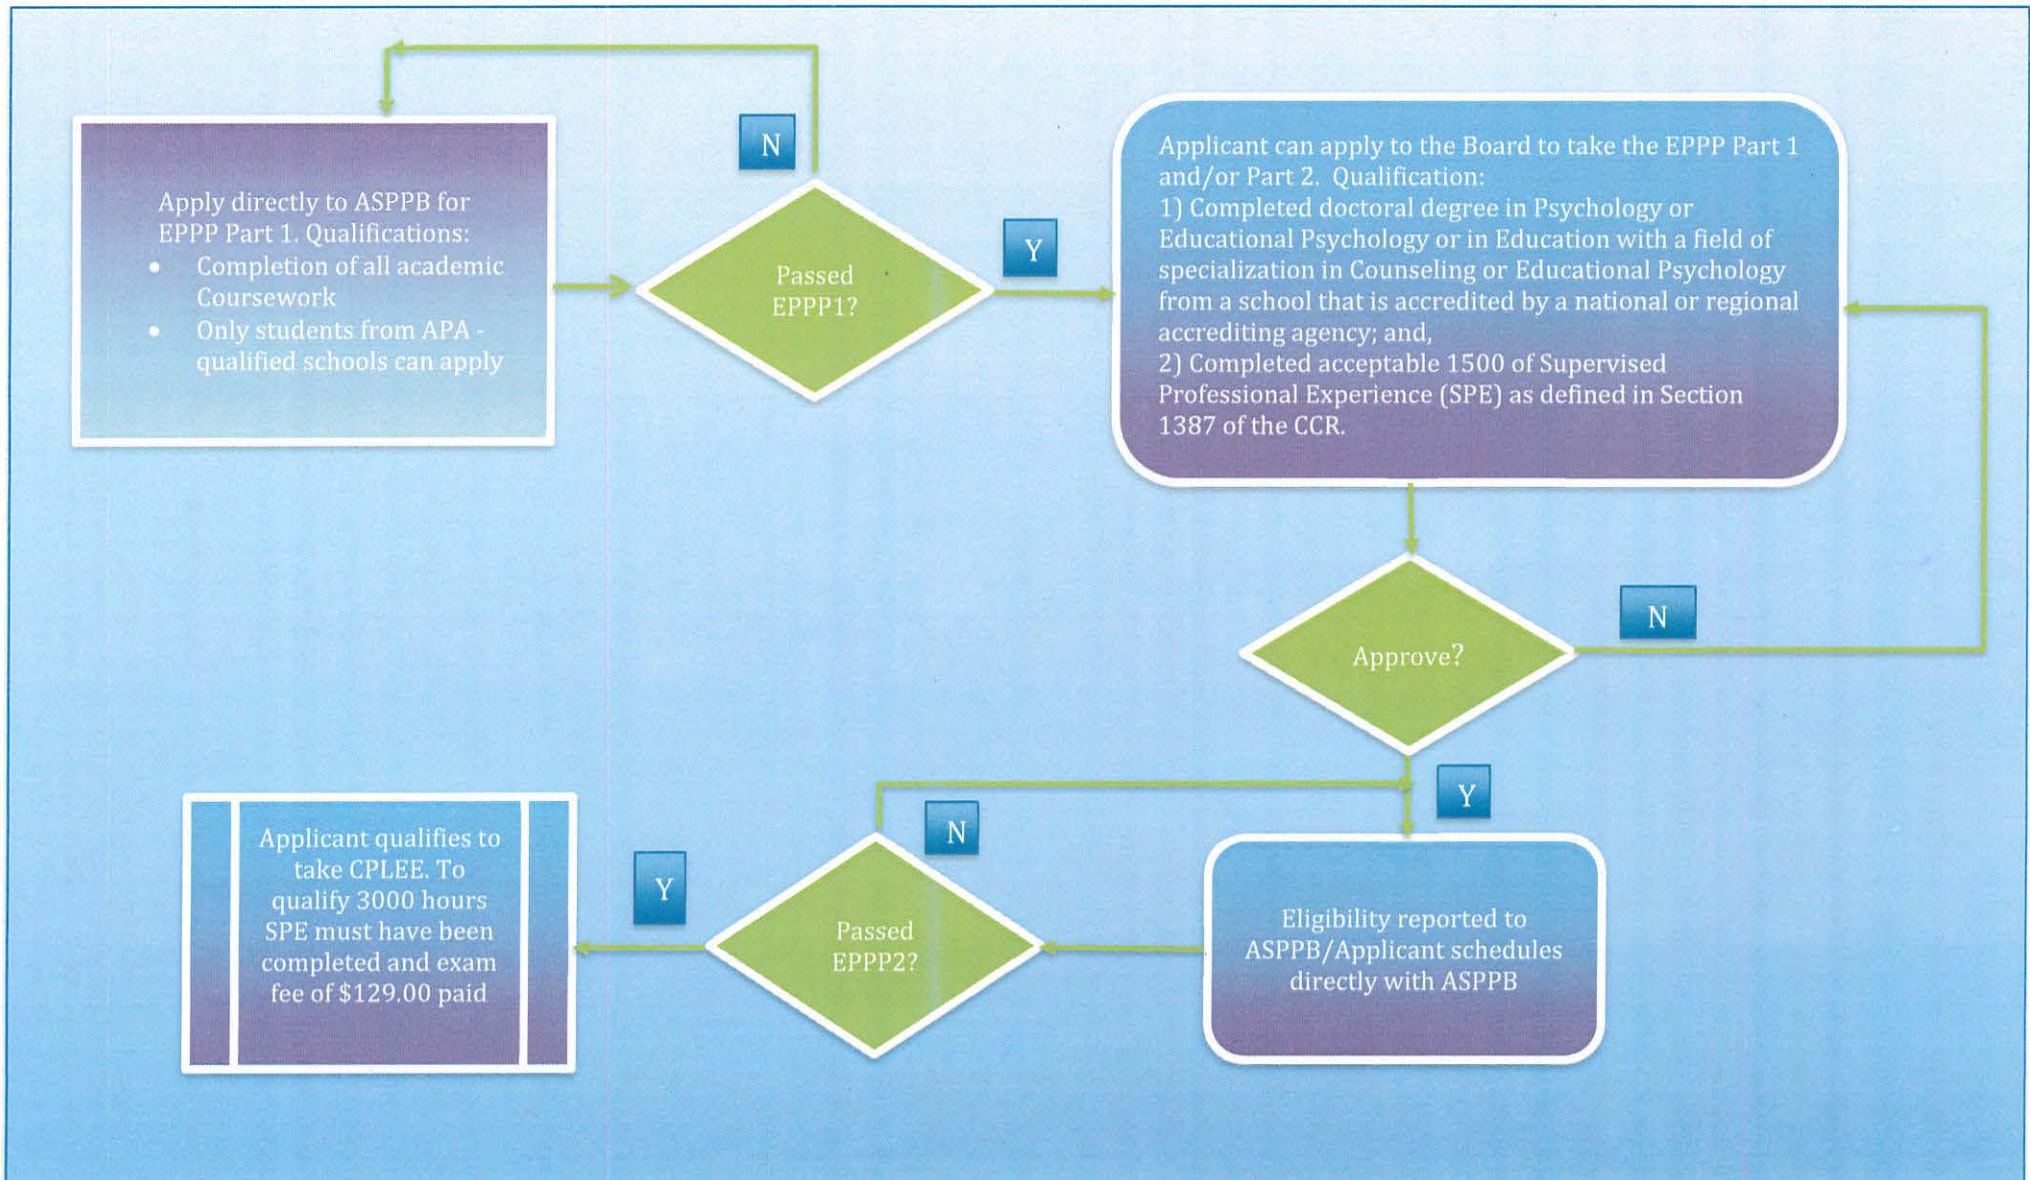 Apply directly to ASPPB for
EPPP Part 1. Qualifications:
• Completion of all academic
Coursework
• Only students from APA -
qualified schools can apply
N
Passed
EPPP1?
Y
Applicant can apply to the Board to take the EPPP Part 1
and/or Part 2. Qualification:
1) Completed doctoral degree in Psychology or
Educational Psychology or in Education with a field of
specialization in Counseling or Educational Psychology
from a school that is accredited by a national or regional
accrediting agency; and,
2) Completed acceptable 1500 of Supervised
Professional Experience (SPE) as defined in Section
1387 of the CCR.
Approve?
N
Y
Eligibility reported to
ASPPB/Applicant schedules
directly with ASPPB
Passed
EPPP2?
N
Y
Applicant qualifies to
take CPLEE. To
qualify 3000 hours
SPE must have been
completed and exam
fee of $129.00 paid